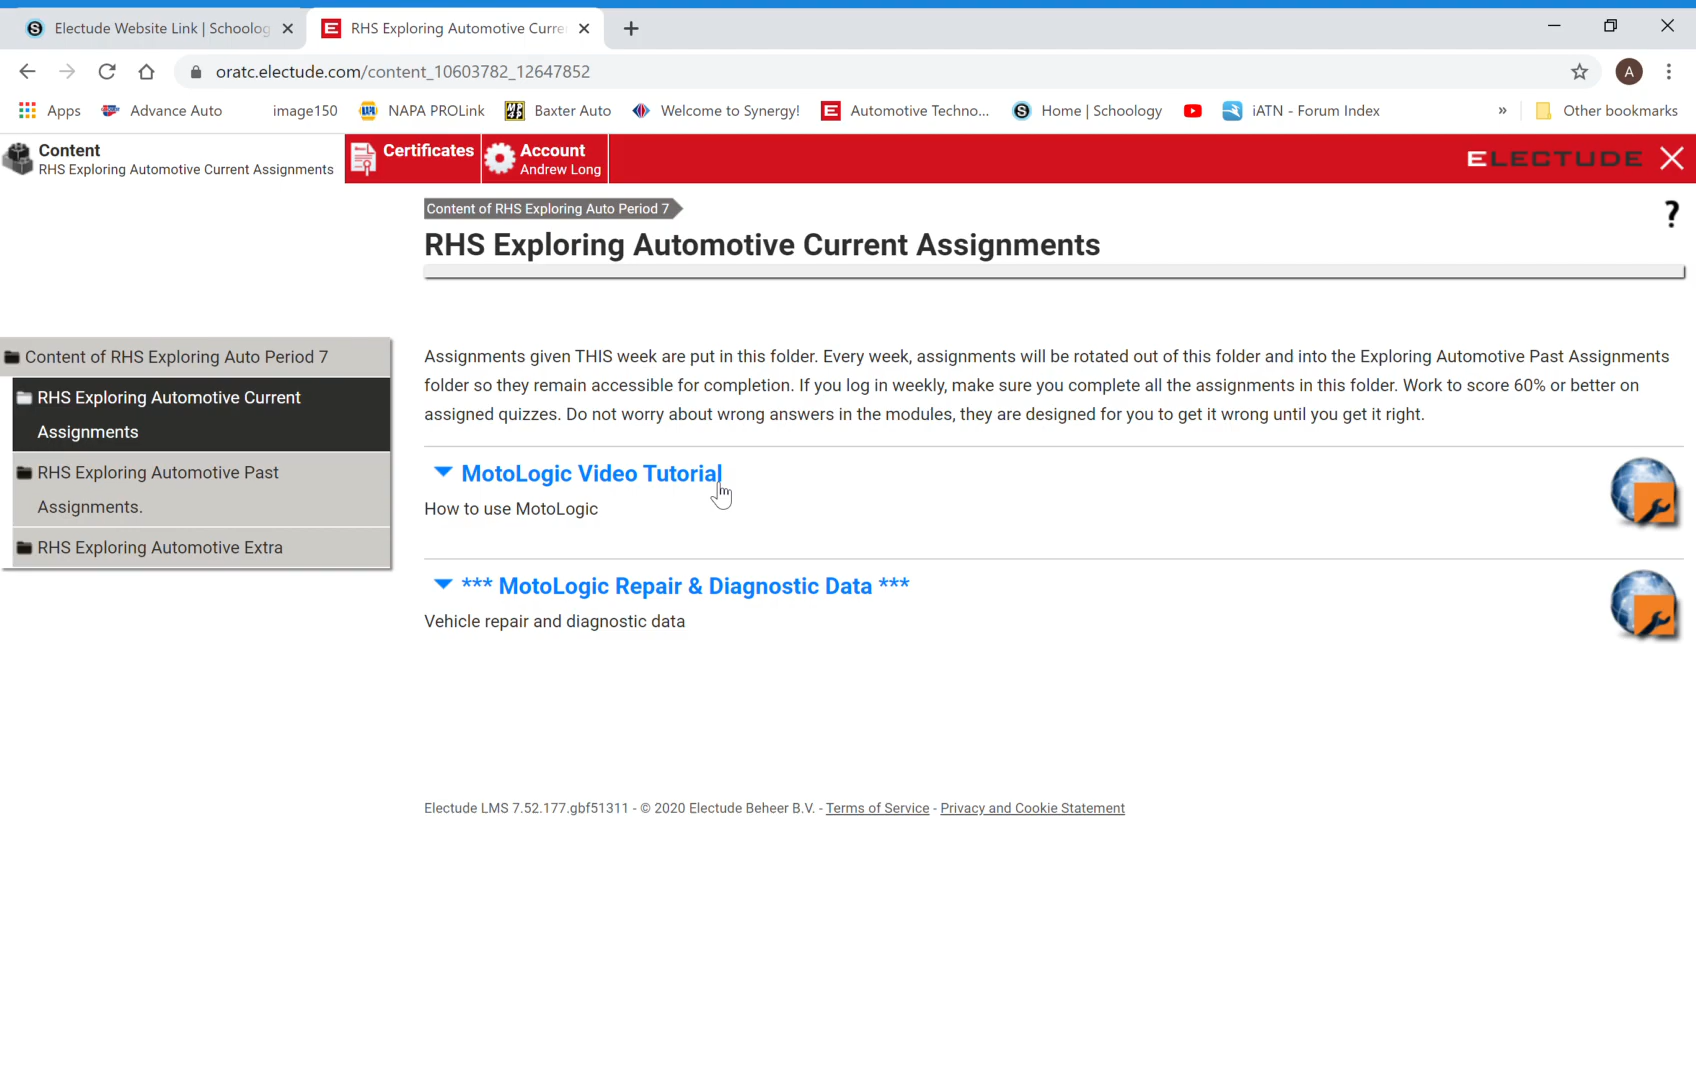 Electude Website Link | Schoolog
RHS Exploring Automotive Curre
oratc.electude.com/content_10603782_12647852
A
Apps
Advance Auto
image150
NAPA PROLink
Baxter Auto
Welcome to Synergy!
Automotive Techno...
Home | Schoology
iATN - Forum Index
»
Other bookmarks
Content
RHS Exploring Automotive Current Assignments
Certificates
Account
Andrew Long
ELECTUDE
Content of RHS Exploring Auto Period 7
?
RHS Exploring Automotive Current Assignments
Content of RHS Exploring Auto Period 7
RHS Exploring Automotive Current
Assignments
RHS Exploring Automotive Past
Assignments.
RHS Exploring Automotive Extra
Assignments given THIS week are put in this folder. Every week, assignments will be rotated out of this folder and into the Exploring Automotive Past Assignments
folder so they remain accessible for completion. If you log in weekly, make sure you complete all the assignments in this folder. Work to score 60% or better on
assigned quizzes. Do not worry about wrong answers in the modules, they are designed for you to get it wrong until you get it right.
MotoLogic Video Tutorial
How to use MotoLogic
*** MotoLogic Repair & Diagnostic Data ***
Vehicle repair and diagnostic data
Electude LMS 7.52.177.gbf51311 - © 2020 Electude Beheer B.V. - Terms of Service - Privacy and Cookie Statement